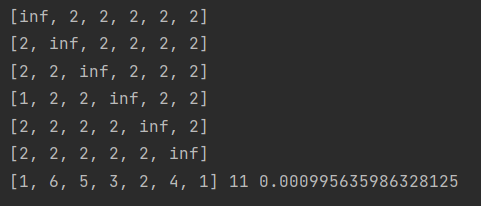 [inf, 2, 2, 2, 2, 2]
[2, inf, 2, 2, 2, 2]
[2, 2, inf, 2, 2, 2]
[1, 2, 2, inf, 2, 2]
[2, 2, 2, 2, inf, 2]
[2, 2, 2, 2, 2, inf]
[1, 6, 5, 3, 2, 4, 1] 11 0.000995635986328125